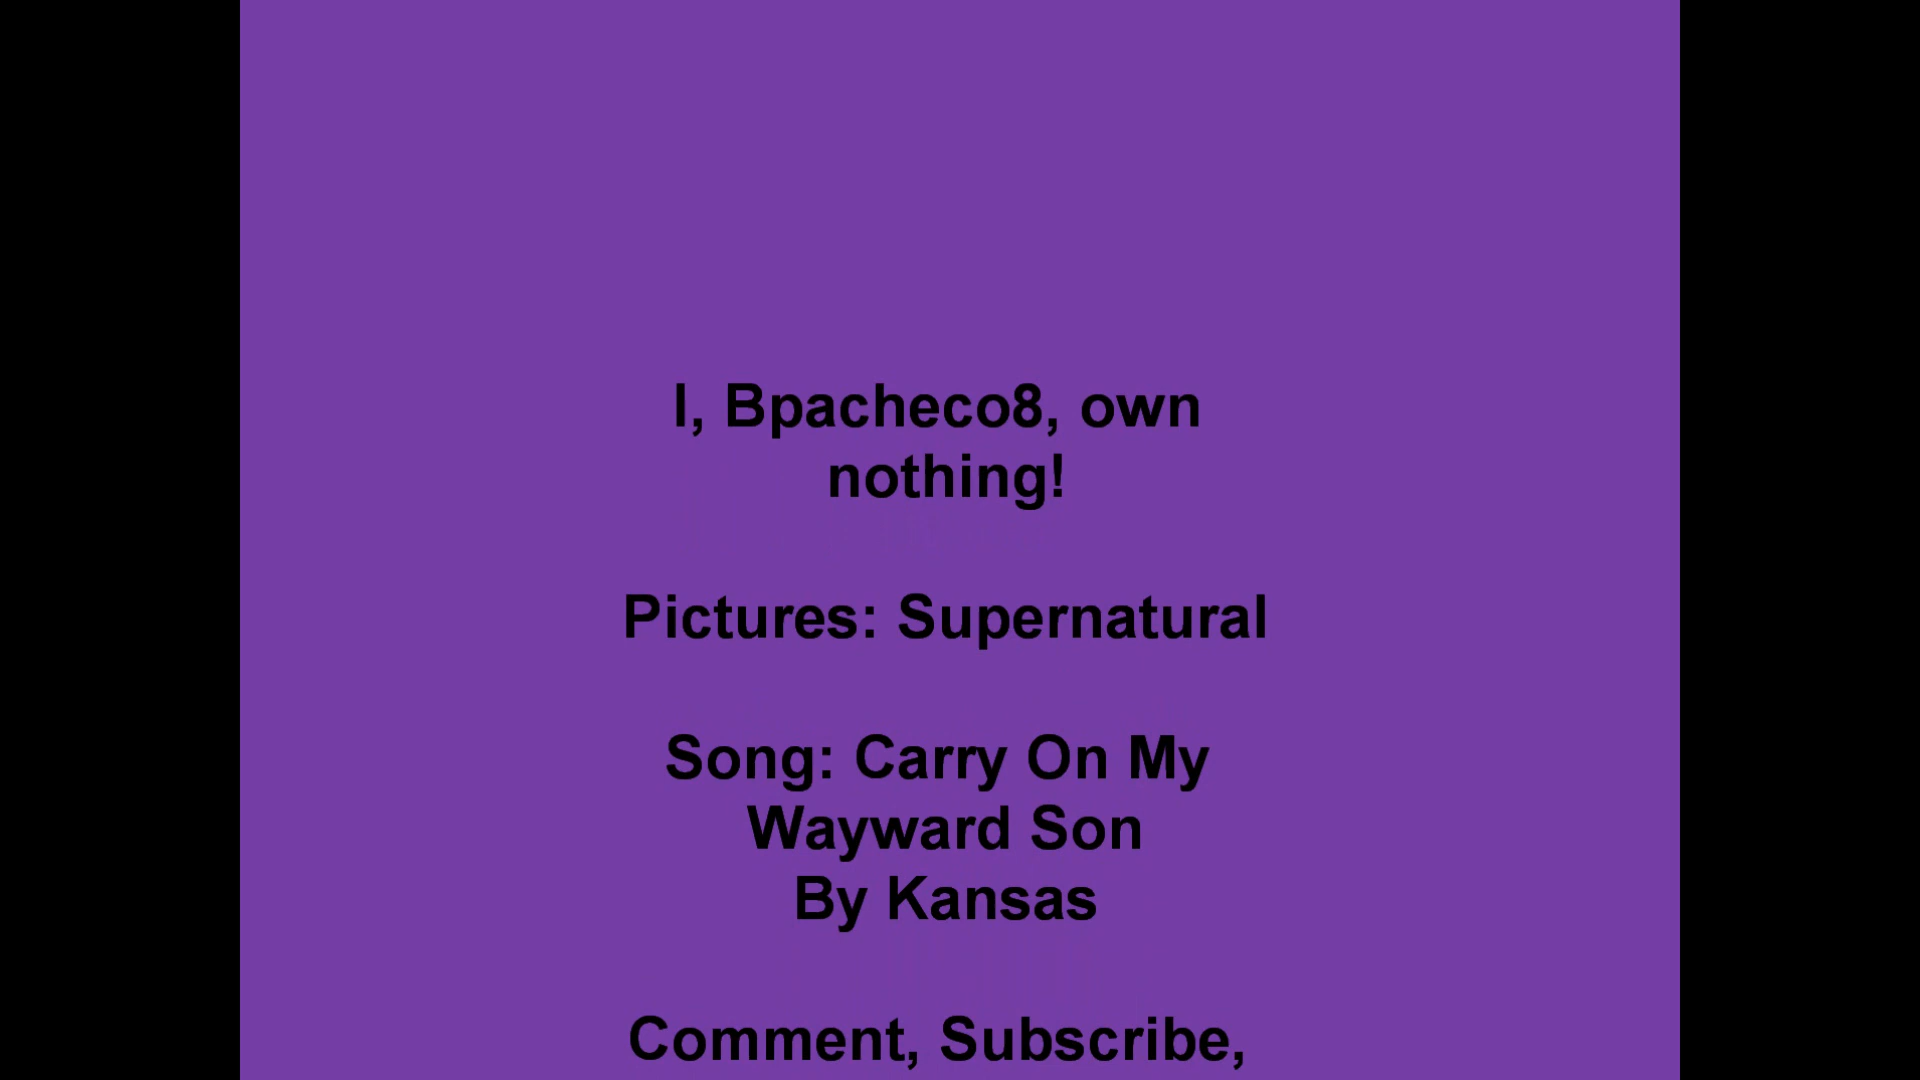 I, Bpacheco8, own
nothing!
Pictures: Supernatural
Song: Carry On My
Wayward Son
By Kansas
Comment, Subscribe,